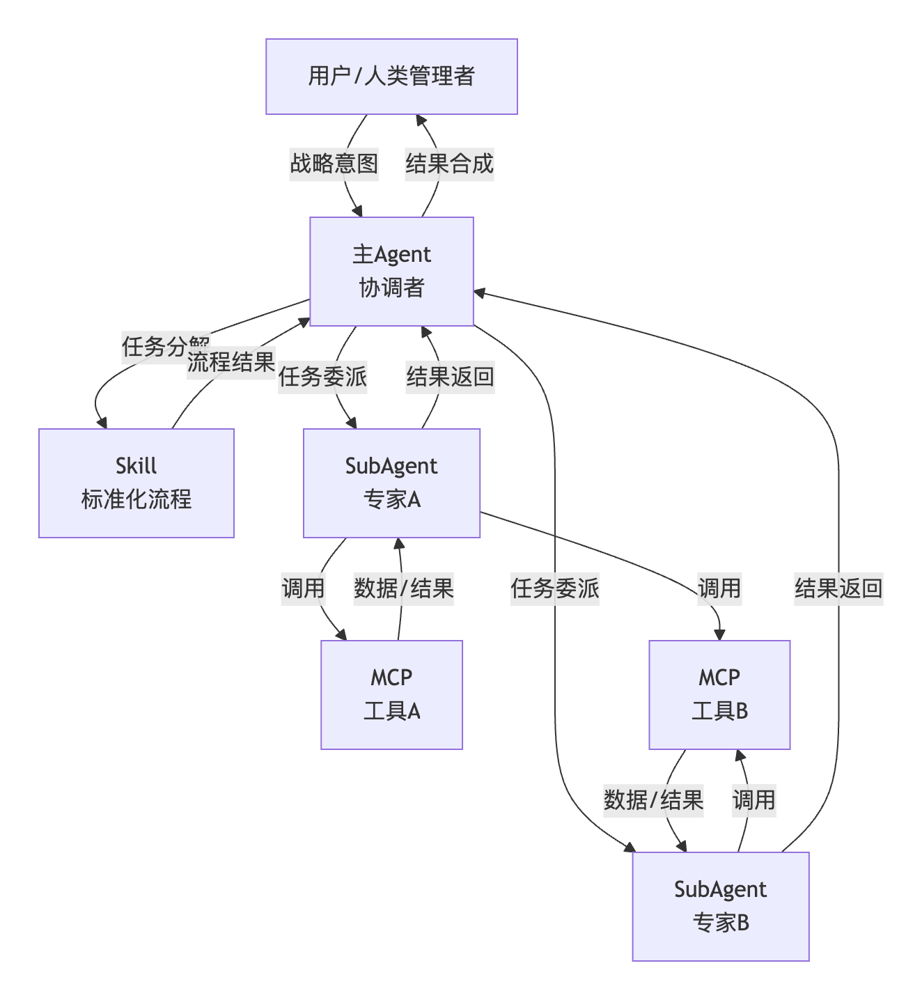 用户/人类管理者
战略意图
结果合成
主Agent
协调者
任务分解
流程结果
任务委派
结果返回
Skill
标准化流程
SubAgent
专家A
调用
数据/结果
任务委派
调用
结果返回
MCP
工具A
MCP
工具B
数据/结果
调用
SubAgent
专家B